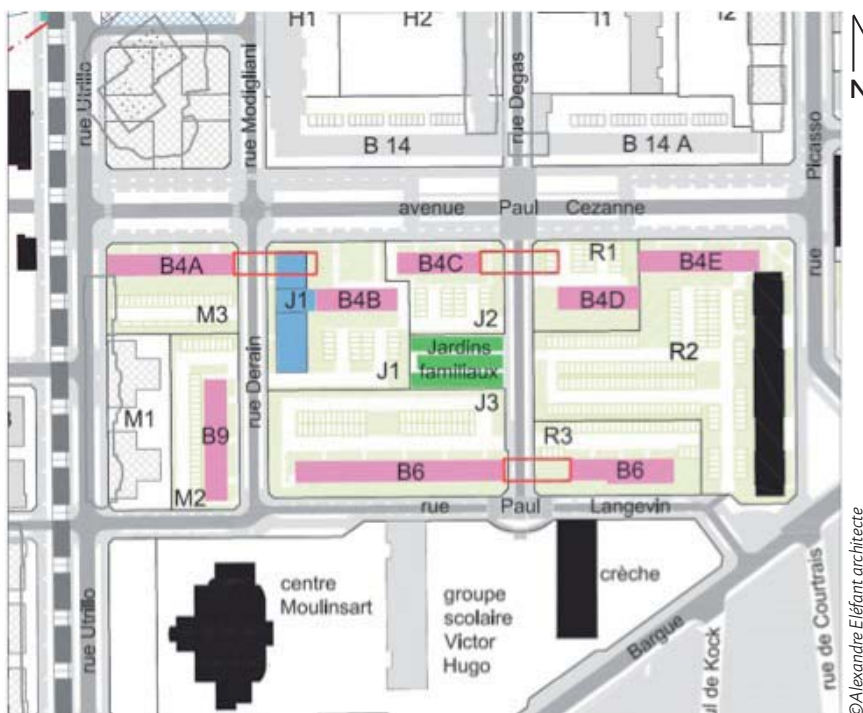 H1
H2
I1
I2
N
N
rue Utrillo
rue Modigliani
rue Degas
Picasso
rue
B 14
B 14 A
avenue Paul Cezanne
B4A
B4C
R1
B4E
J1
B4B
B4D
M3
J2
Jardins
familiaux
R2
J1
rue Derain
M1
J3
B9
R3
M2
B6
B6
rue Paul Langevin
centre
Moulinsart
groupe
scolaire
Victor
Hugo
crèche
rue Utrillo
Bargue
ul de Kock
rue de Courtrais
©Alexandre Eléfant architecte